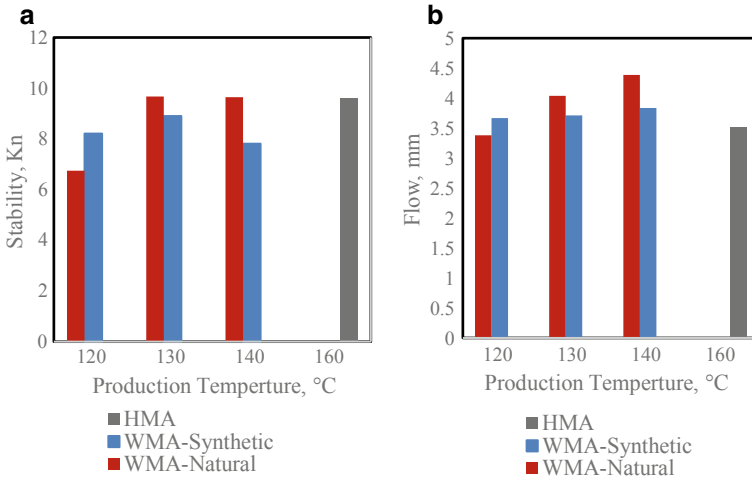 a
12
10
8
6
4
2
0
Stability, Kn
120 130 140 160
Production Temperture, °C
HMA
WMA-Synthetic
WMA-Natural
b
5
4.5
4
3.5
3
2.5
2
1.5
1
0.5
0
Flow, mm
120 130 140 160
Production Temperture, °C
HMA
WMA-Synthetic
WMA-Natural